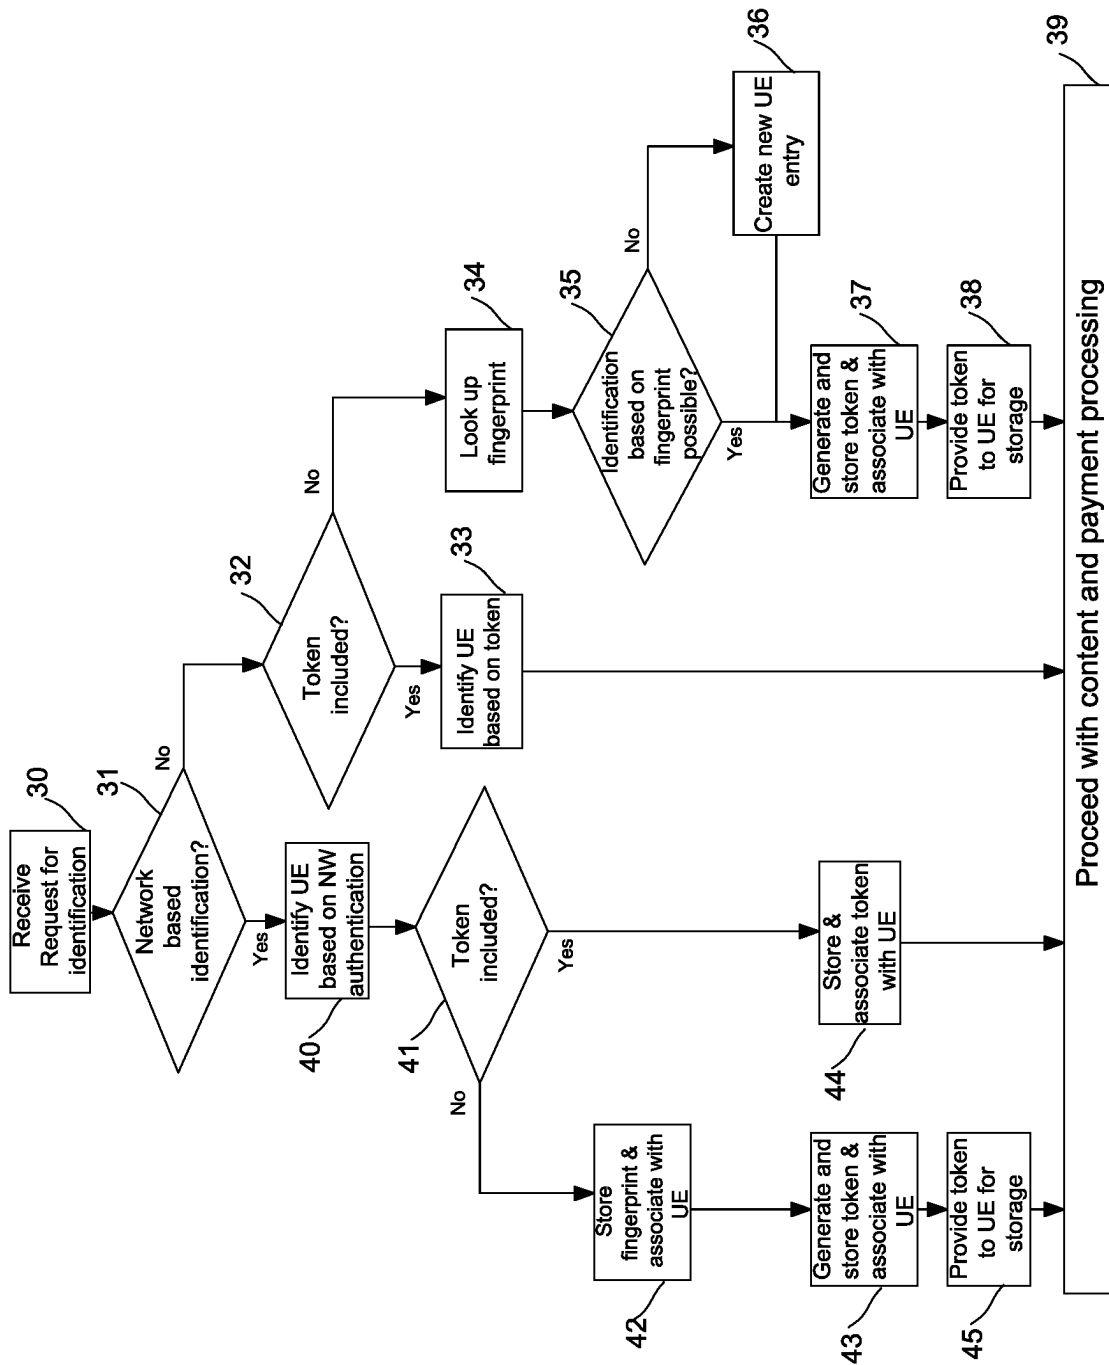 30
Receive
Request for
identification
31
Network
based
identification?
No
Yes
32
Token
included?
No
Yes
40
Identify UE
based on NW
authentication
33
Identify UE
based on token
34
Look up
fingerprint
41
Token
included?
No
Yes
35
Identification
based on
fingerprint
possible?
No
Yes
36
Create new UE
entry
42
Store
fingerprint &
associate with
UE
43
Generate and
store token &
associate with
UE
44
Store &
associate token
with UE
37
Generate and
store token &
associate with
UE
45
Provide token
to UE for
storage
38
Provide token
to UE for
storage
39
Proceed with content and payment processing